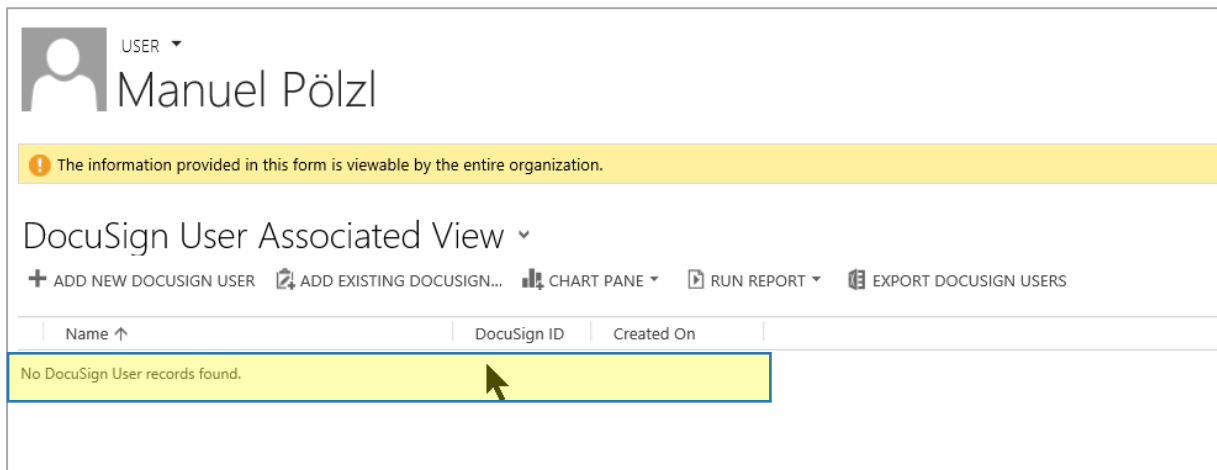 USER
Manuel Pölzl
The information provided in this form is viewable by the entire organization.
DocuSign User Associated View
ADD NEW DOCUSIGN USER ADD EXISTING DOCUSIGN... CHART PANE RUN REPORT EXPORT DOCUSIGN USERS
Name ↑ DocuSign ID Created On
No DocuSign User records found.